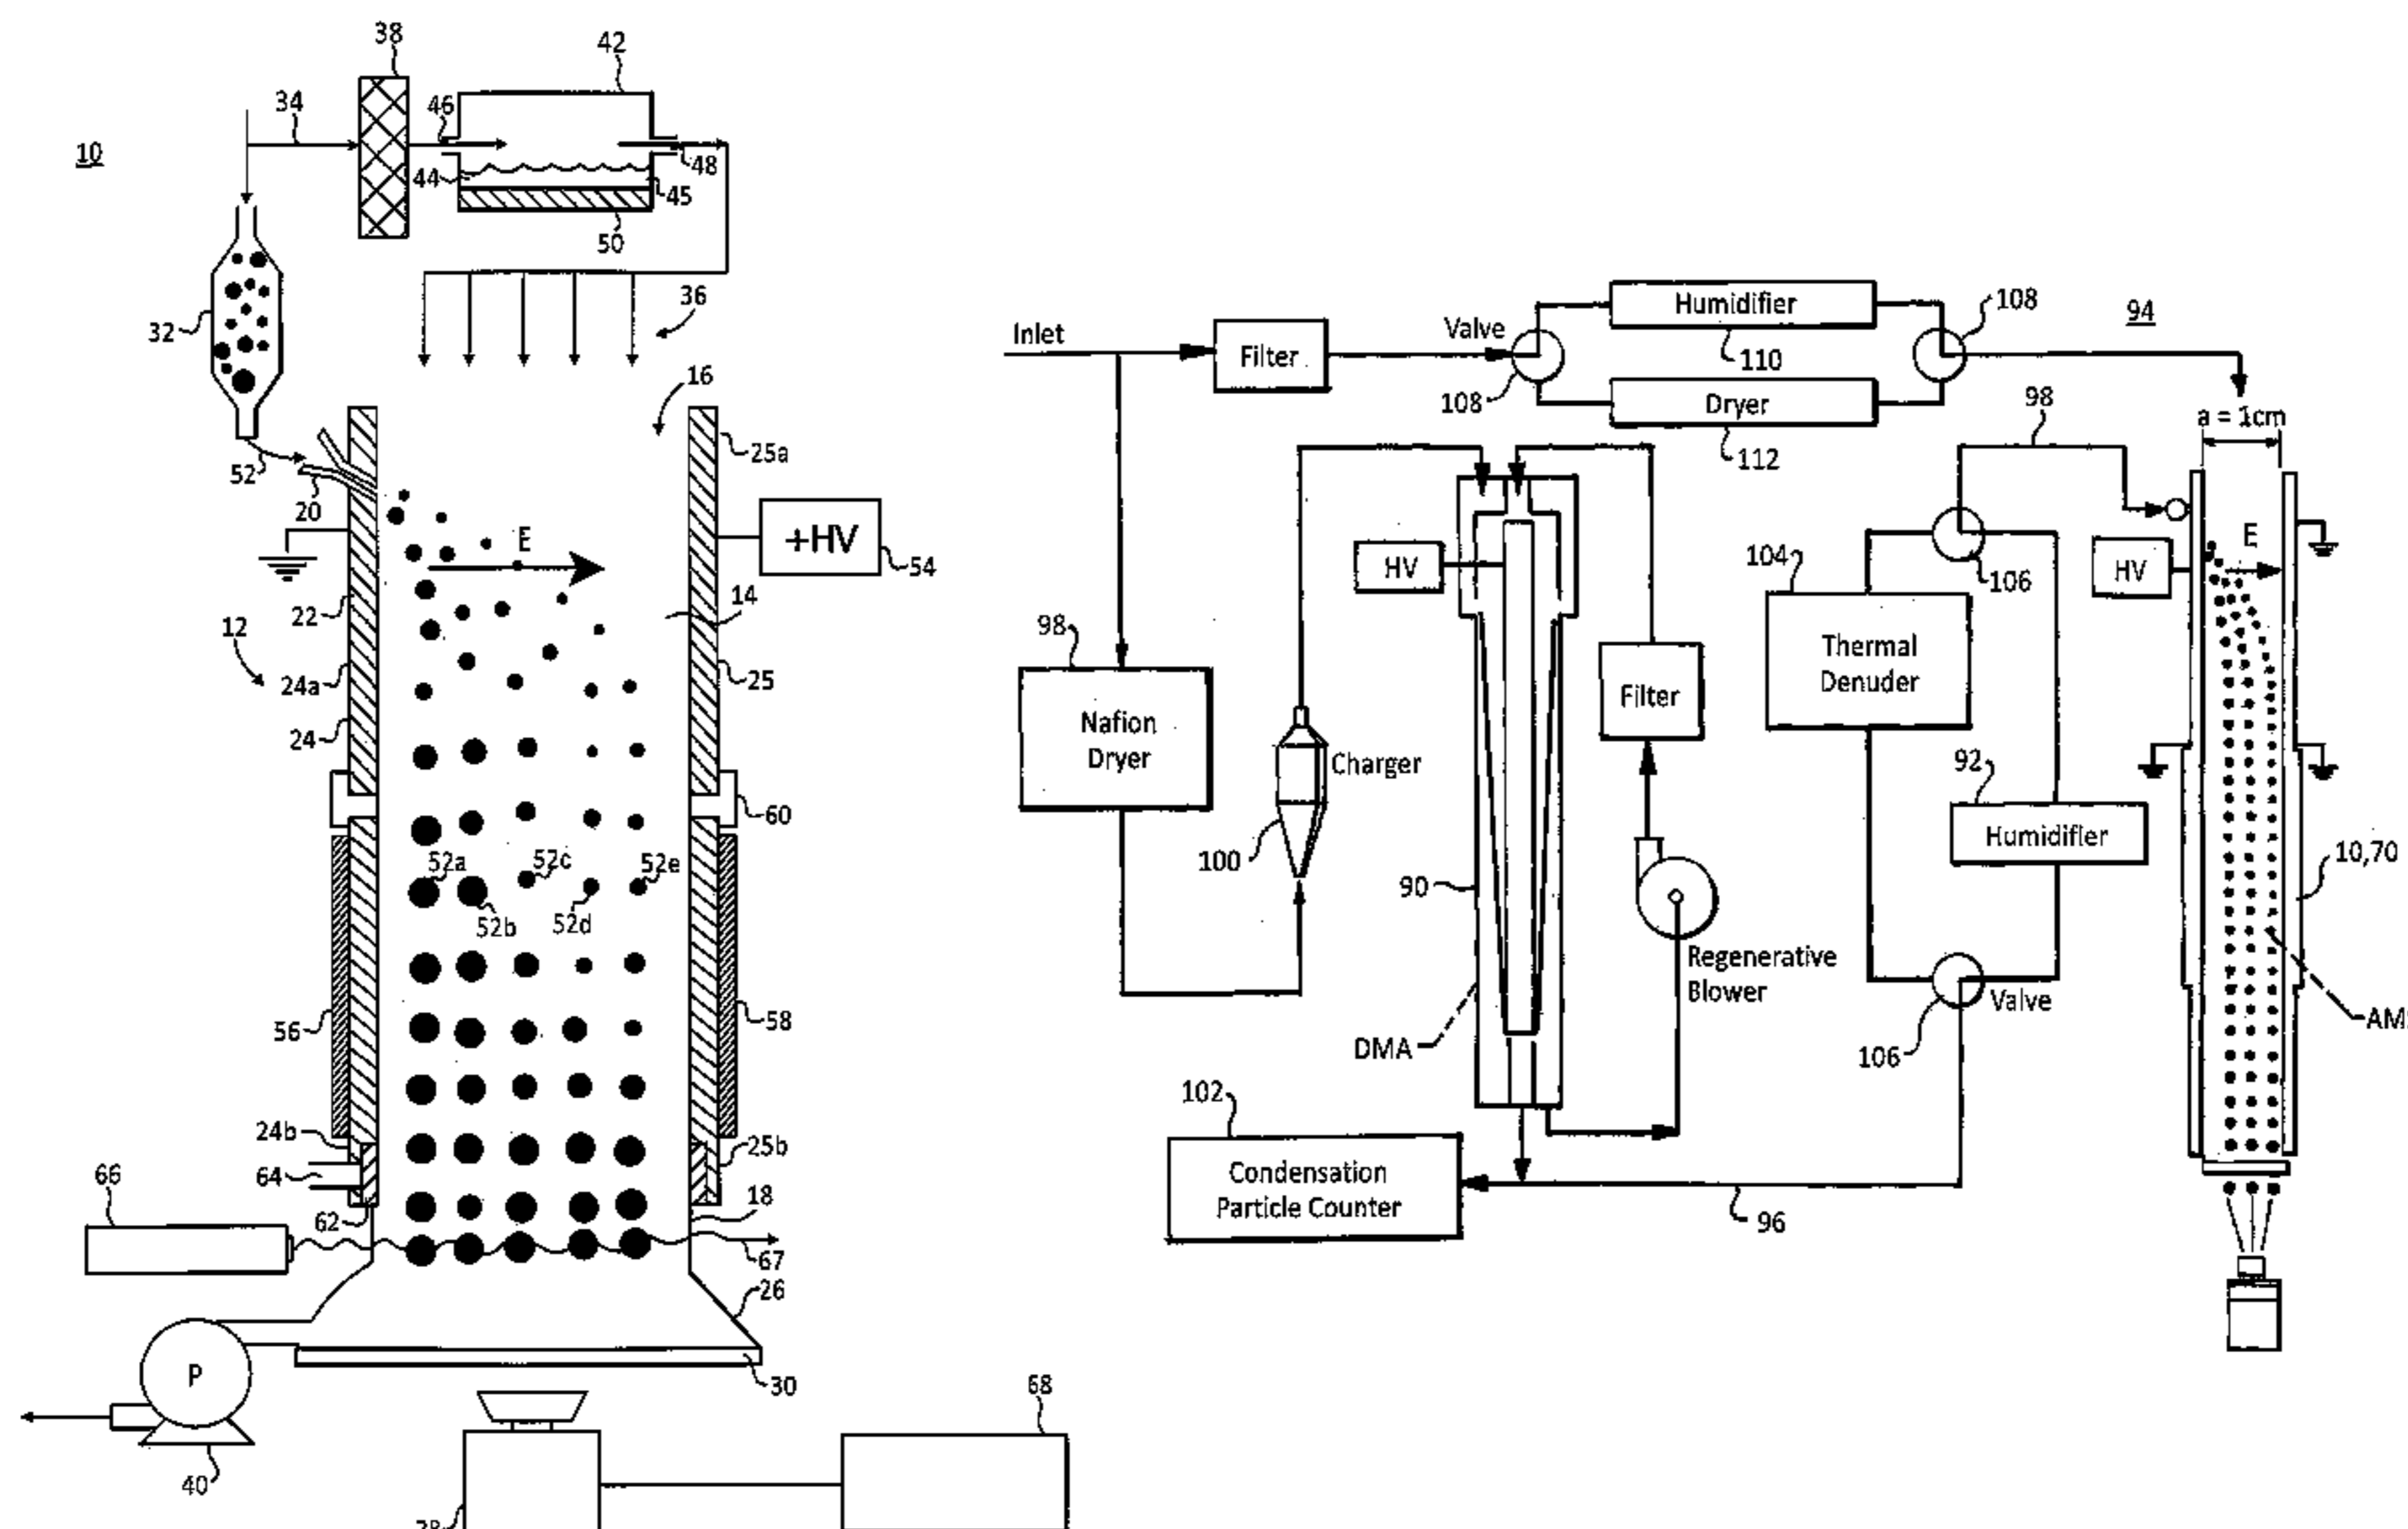 10
38
42
34
46
44
48
45
50
32
36
16
52
20
25a
+HV
54
E
22
14
12
24a
25
24
60
52a
52c
52e
52b
52d
56
58
24b
25b
64
66
62
18
67
26
P
30
40
68
Inlet
Filter
Valve
108
Humidifier
110
108
94
Dryer
112
98
a = 1cm
HV
E
HV
104
106
98
Thermal
Denuder
Filter
Nafion
Dryer
Charger
92
Humidifier
100
90
10,70
Regenerative
Blower
Valve
106
DMA
AM
102
Condensation
Particle Counter
96